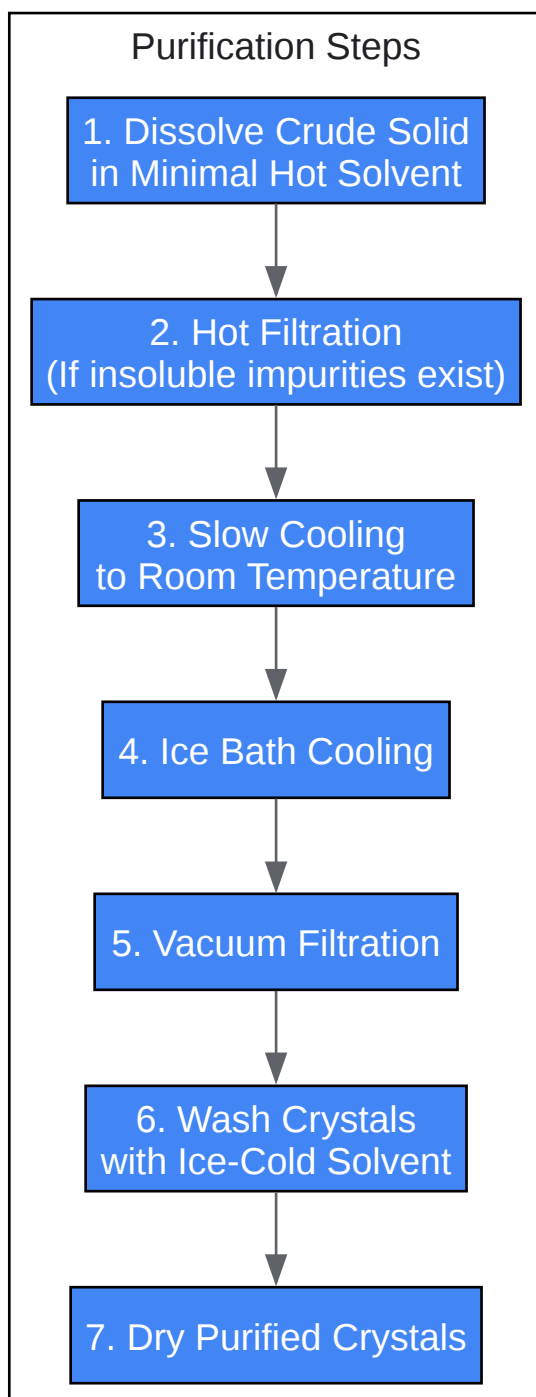 Purification Steps
1. Dissolve Crude Solid
in Minimal Hot Solvent
2. Hot Filtration
(If insoluble impurities exist)
3. Slow Cooling
to Room Temperature
4. Ice Bath Cooling
5. Vacuum Filtration
6. Wash Crystals
with Ice-Cold Solvent
7. Dry Purified Crystals